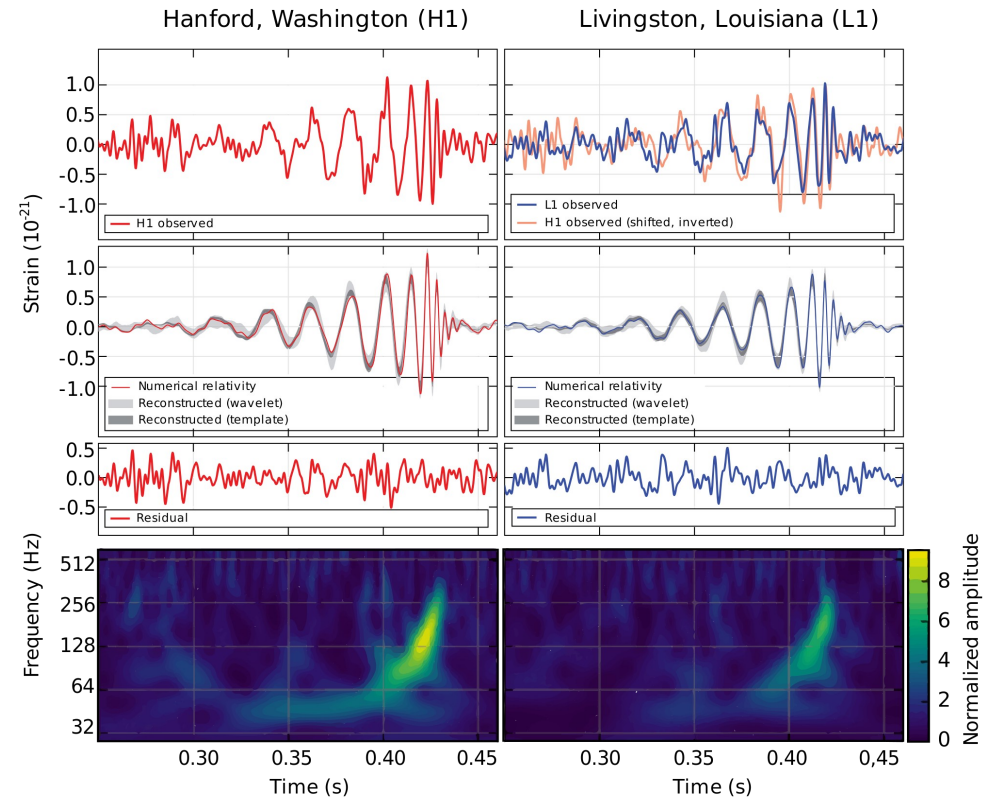 Hanford, Washington (H1)
Livingston, Louisiana (L1)
Strain (10⁻²¹)
1.0
0.5
0.0
-0.5
-1.0
H1 observed
L1 observed
H1 observed (shifted, inverted)
1.0
0.5
0.0
-0.5
-1.0
Numerical relativity
Reconstructed (wavelet)
Reconstructed (template)
Numerical relativity
Reconstructed (wavelet)
Reconstructed (template)
0.5
0.0
-0.5
Residual
Residual
Frequency (Hz)
512
256
128
64
32
0.30
0.35
0.40
0.45
Time (s)
0.30
0.35
0.40
0,45
Time (s)
8
6
4
2
0
Normalized amplitude